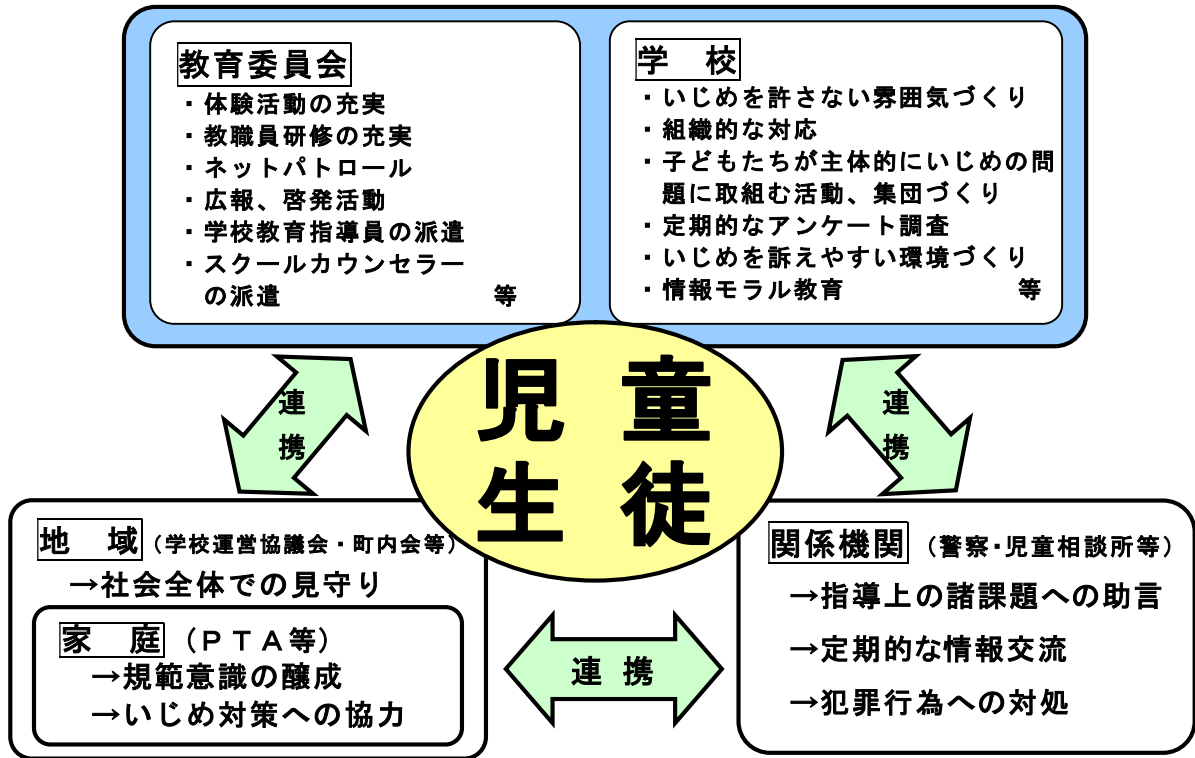 教育委員会
・体験活動の充実
・教職員研修の充実
・ネットパトロール
・広報、啓発活動
・学校教育指導員の派遣
・スクールカウンセラー
の派遣 等
学 校
・いじめを許さない雰囲気づくり
・組織的な対応
・子どもたちが主体的にいじめの問
題に取組む活動、集団づくり
・定期的なアンケート調査
・いじめを訴えやすい環境づくり
・情報モラル教育 等
児 童
生 徒
連
携
連
携
地 域 (学校運営協議会・町内会等)
→社会全体での見守り
家 庭 (PTA等)
→規範意識の醸成
→いじめ対策への協力
連 携
関係機関 (警察・児童相談所等)
→指導上の諸課題への助言
→定期的な情報交流
→犯罪行為への対処